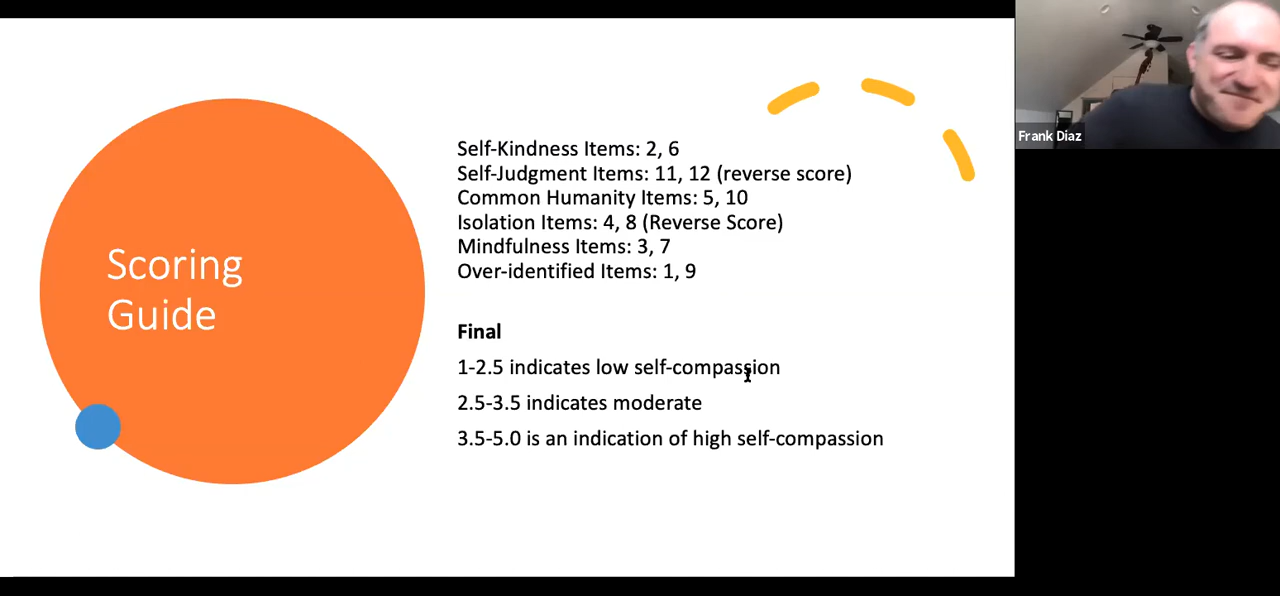 Scoring
Guide
Self-Kindness Items: 2, 6
Self-Judgment Items: 11, 12 (reverse score)
Common Humanity Items: 5, 10
Isolation Items: 4, 8 (Reverse Score)
Mindfulness Items: 3, 7
Over-identified Items: 1, 9
Final
1-2.5 indicates low self-compassion
2.5-3.5 indicates moderate
3.5-5.0 is an indication of high self-compassion
Frank Diaz